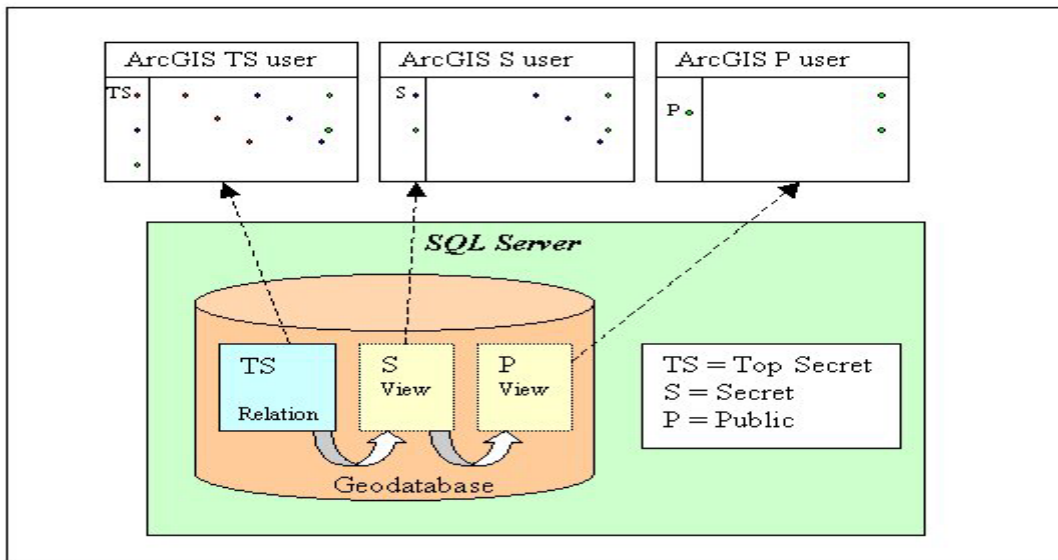 ArcGIS TS user
TS
ArcGIS S user
S
ArcGIS P user
P
SQL Server
TS
Relation
S
View
P
View
Geodatabase
TS = Top Secret
S = Secret
P = Public